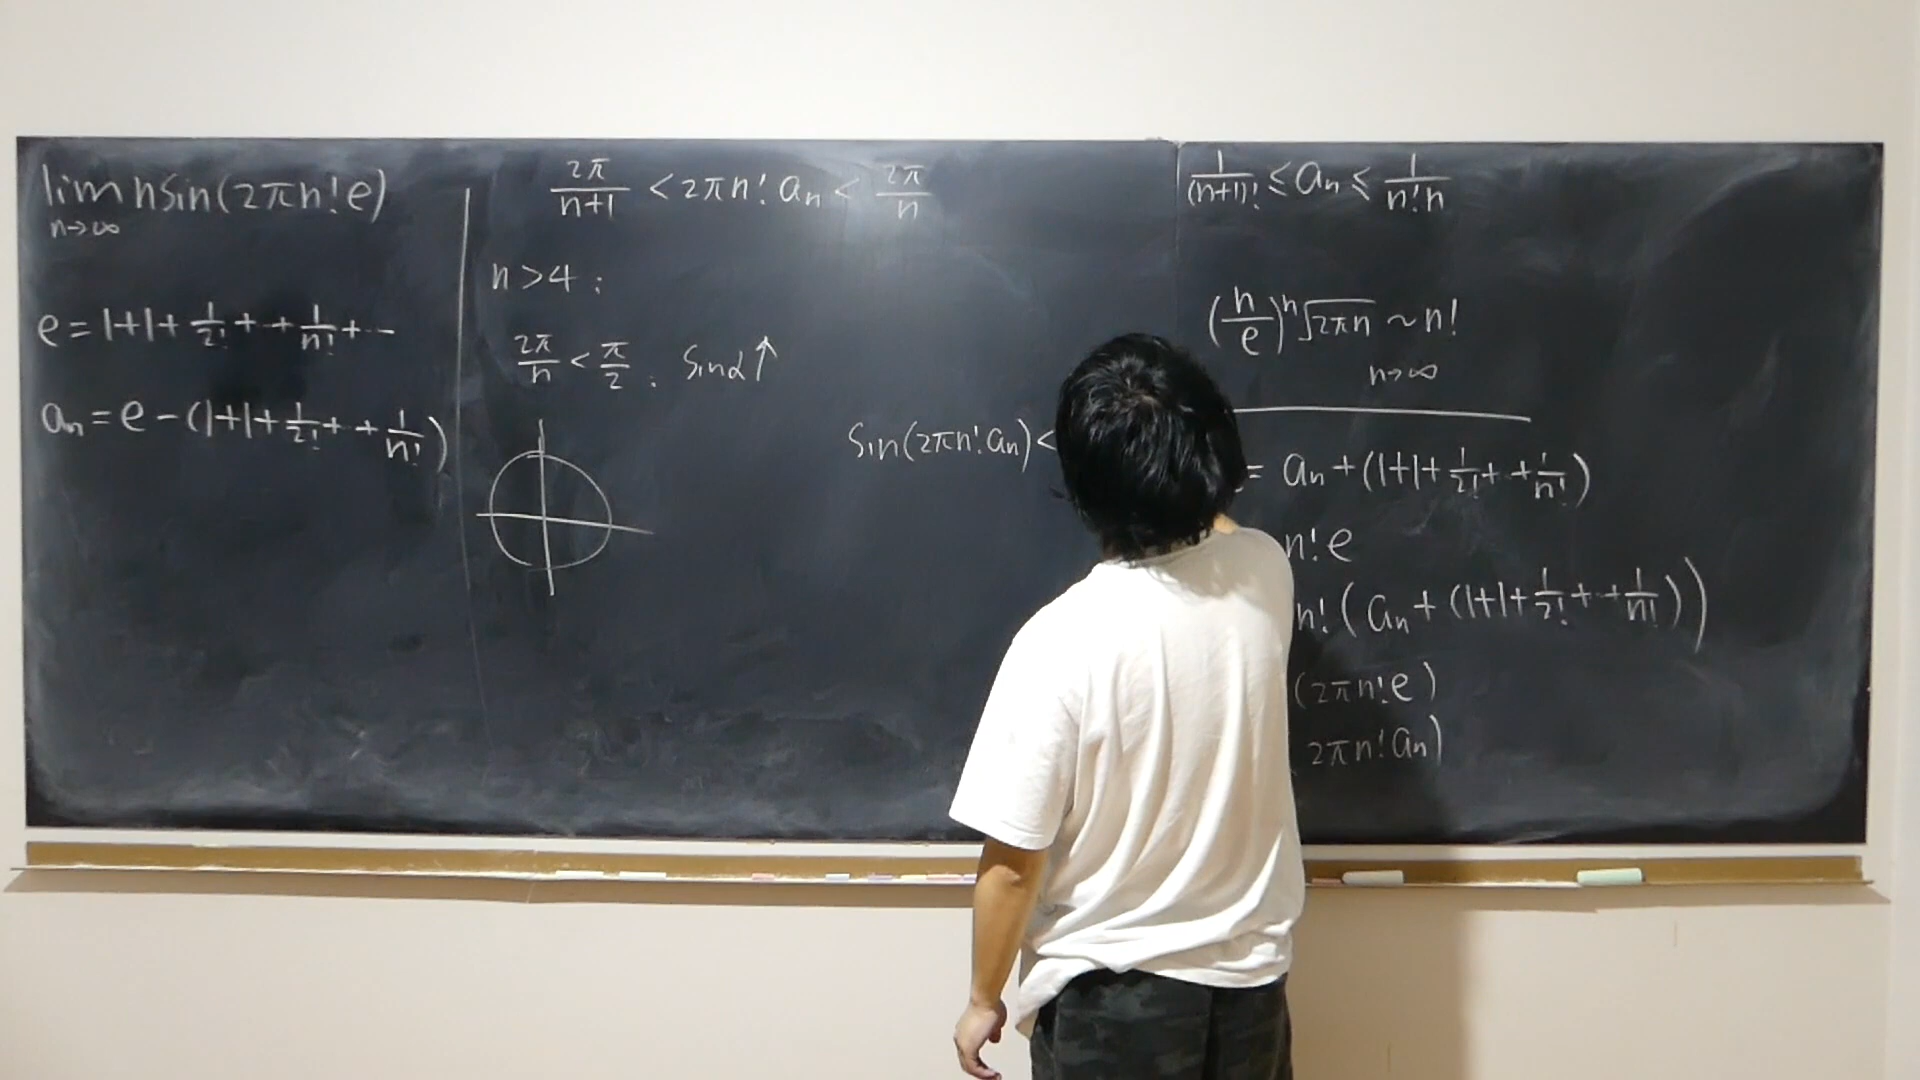 lim n sin(2πn!e)
n→∞
e = 1+1+1/2!+··+1/n!+···
aₙ = e-(1+1+1/2!+··+1/n!)
2π/(n+1) < 2πn! aₙ < 2π/n
n>4 :
2π/n < π/2 . sinα↑
sin(2πn! aₙ) <
1/(n+1)! ≤ aₙ ≤ 1/n!n
(n/e)ⁿ√2πn ~ n!
n→∞
= aₙ+(1+1+1/2!+··+1/n!)
n!e
n!(aₙ+(1+1+1/2!+··+1/n!))
(2πn!e)
2πn! aₙ)